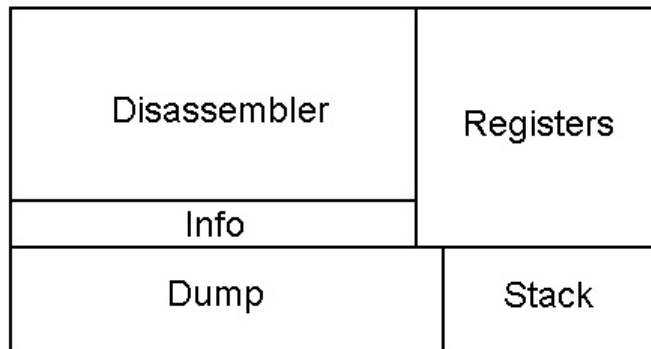 Disassembler
Registers
Info
Dump
Stack